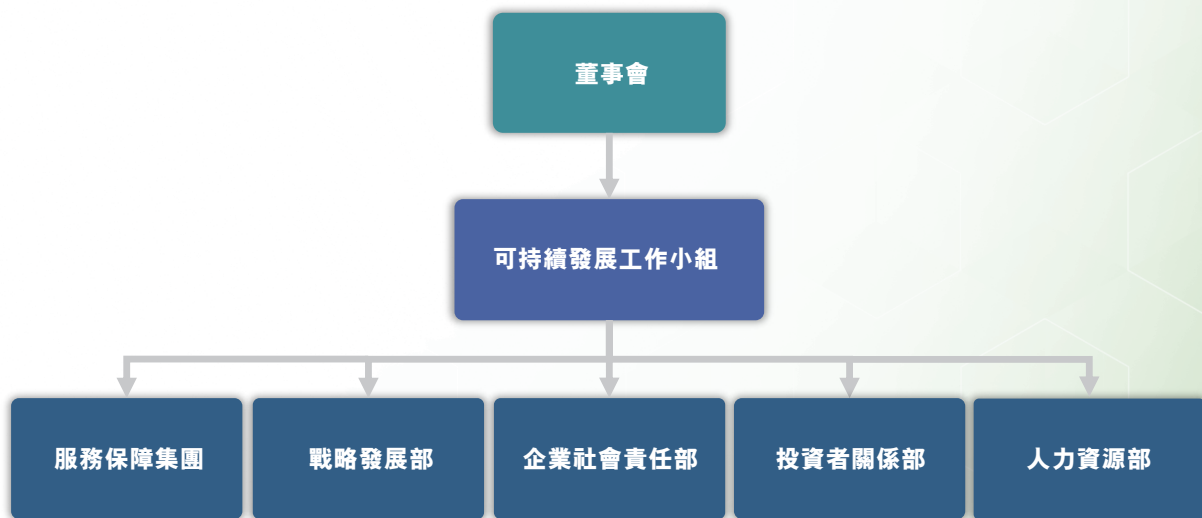 董事會
可持續發展工作小組
服務保障集團
戰略發展部
企業社會責任部
投資者關係部
人力資源部